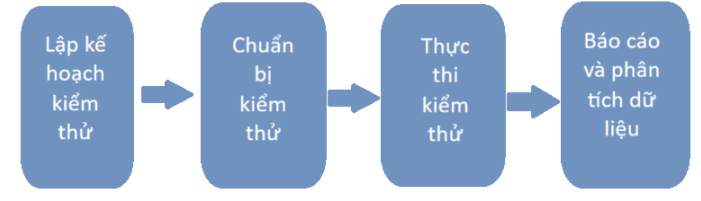 Lập kế
hoạch
kiểm
thử
Chuẩn
bị
kiểm
thử
Thực
thi
kiểm
thử
Báo cáo
và phân
tích dữ
liệu